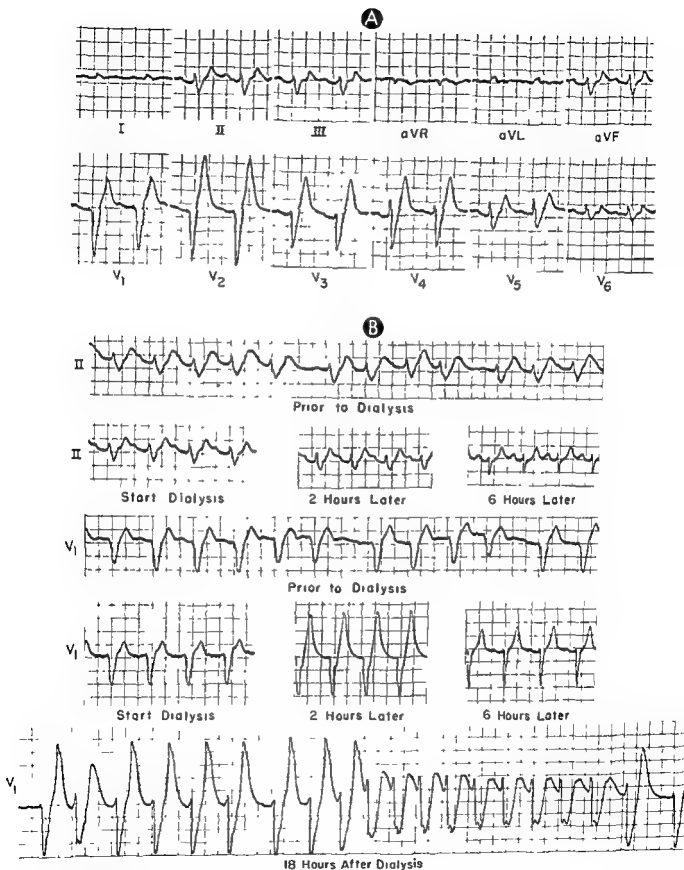 A
I II III aVR aVL aVF
V1 V2 V3 V4 V5 V6
B
II
Prior to Dialysis
II
Start Dialysis 2 Hours Later 6 Hours Later
V1
Prior to Dialysis
V1
Start Dialysis 2 Hours Later 6 Hours Later
V1
18 Hours After Dialysis